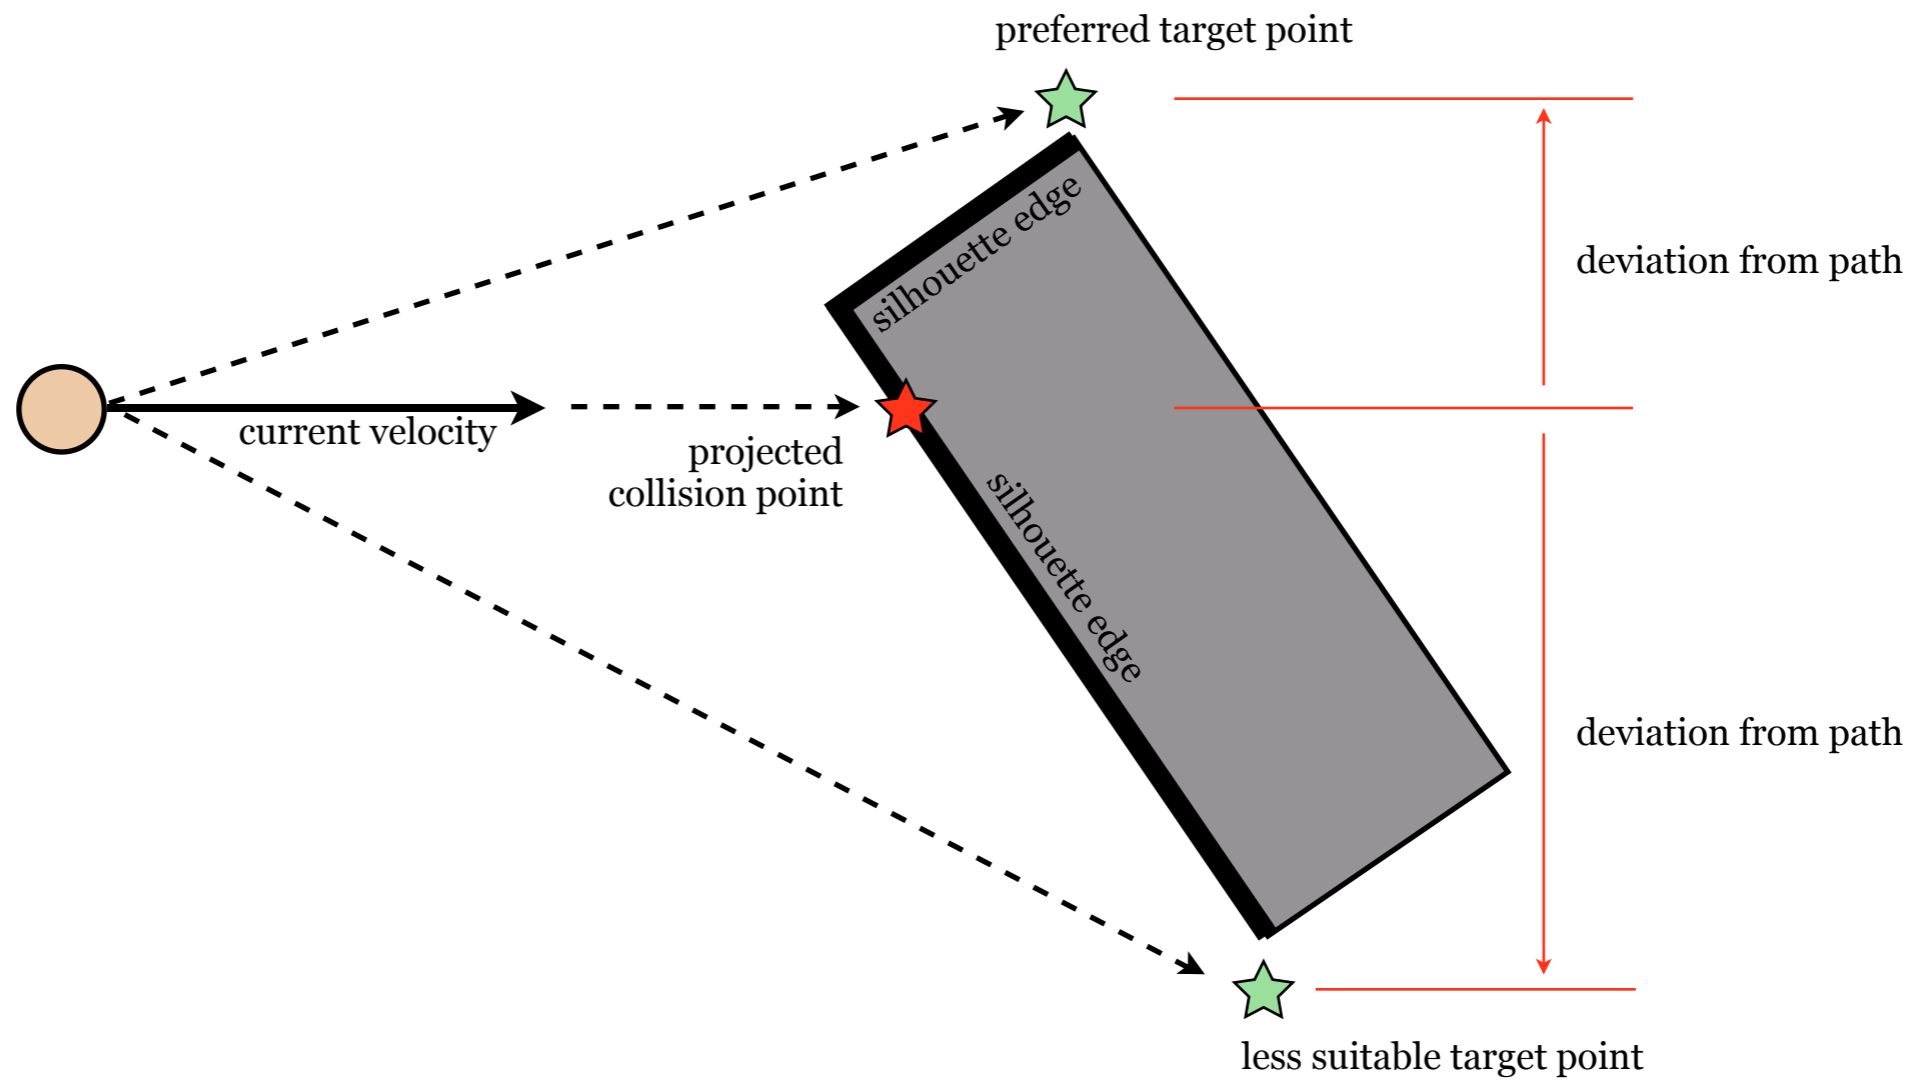 preferred target point
silhouette edge
deviation from path
current velocity
projected
collision point
silhouette edge
deviation from path
less suitable target point